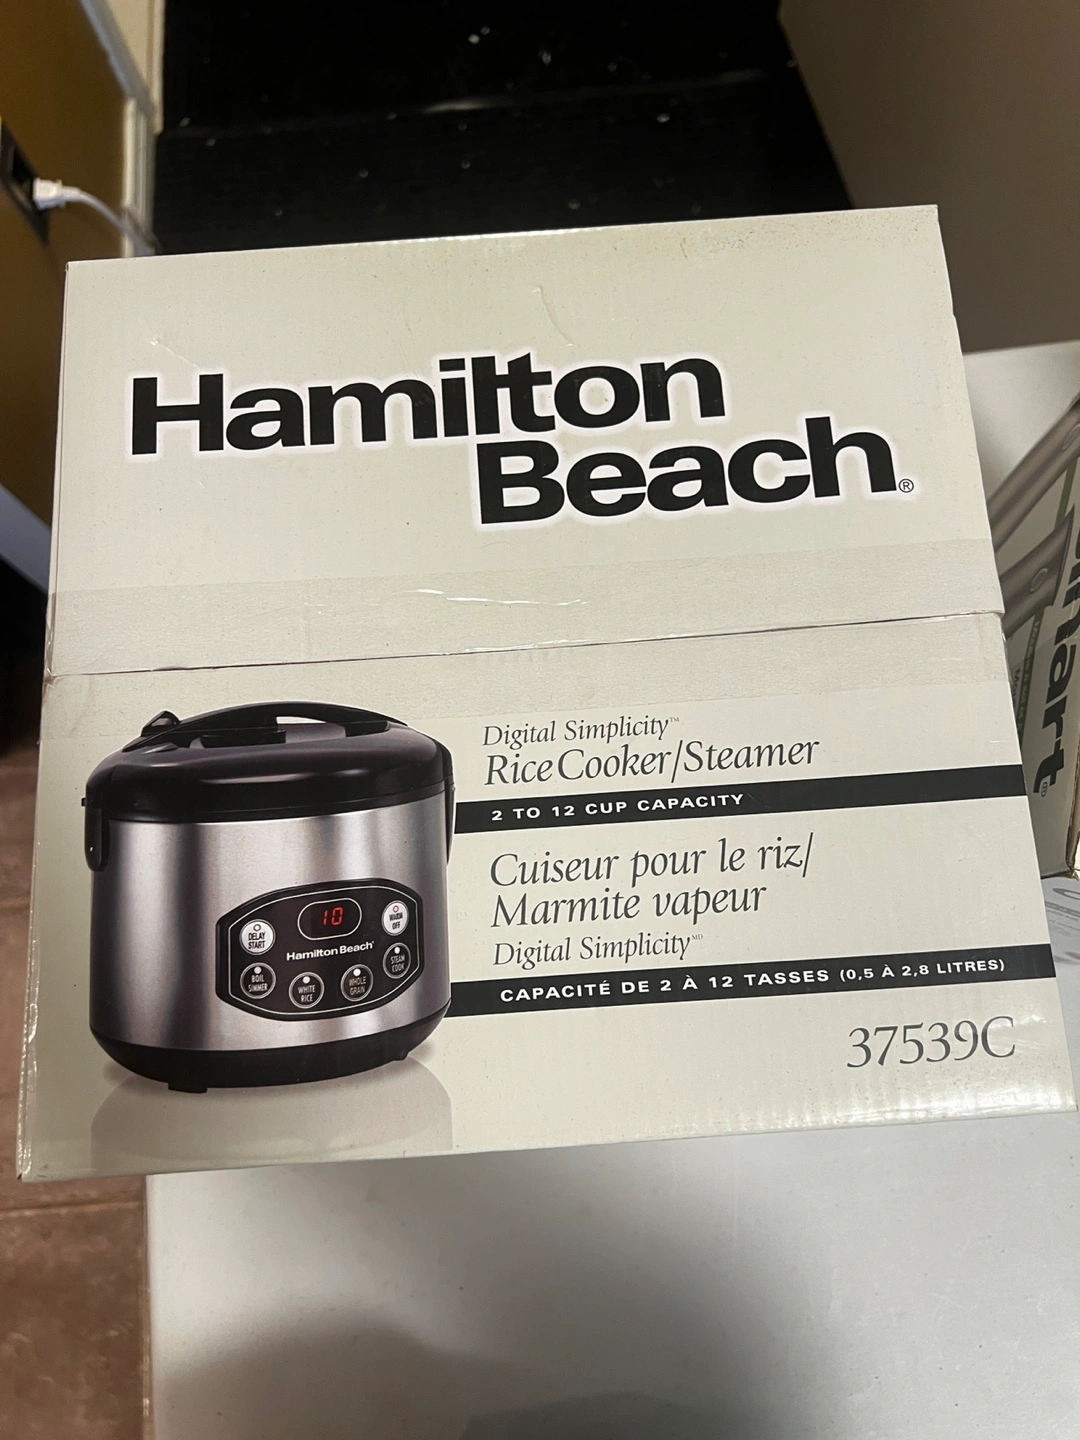 Hamilton
Beach®
Digital Simplicity™
Rice Cooker/Steamer
2 TO 12 CUP CAPACITY
Cuiseur pour le riz/
Marmite vapeur
Digital Simplicity MD
CAPACITÉ DE 2 À 12 TASSES (0,5 À 2,8 LITRES)
37539C
10
DELAY
START
WARM
OFF
Hamilton Beach
BOIL
SIMMER
WHITE
RICE
WHOLE
GRAIN
STEAM
COOK